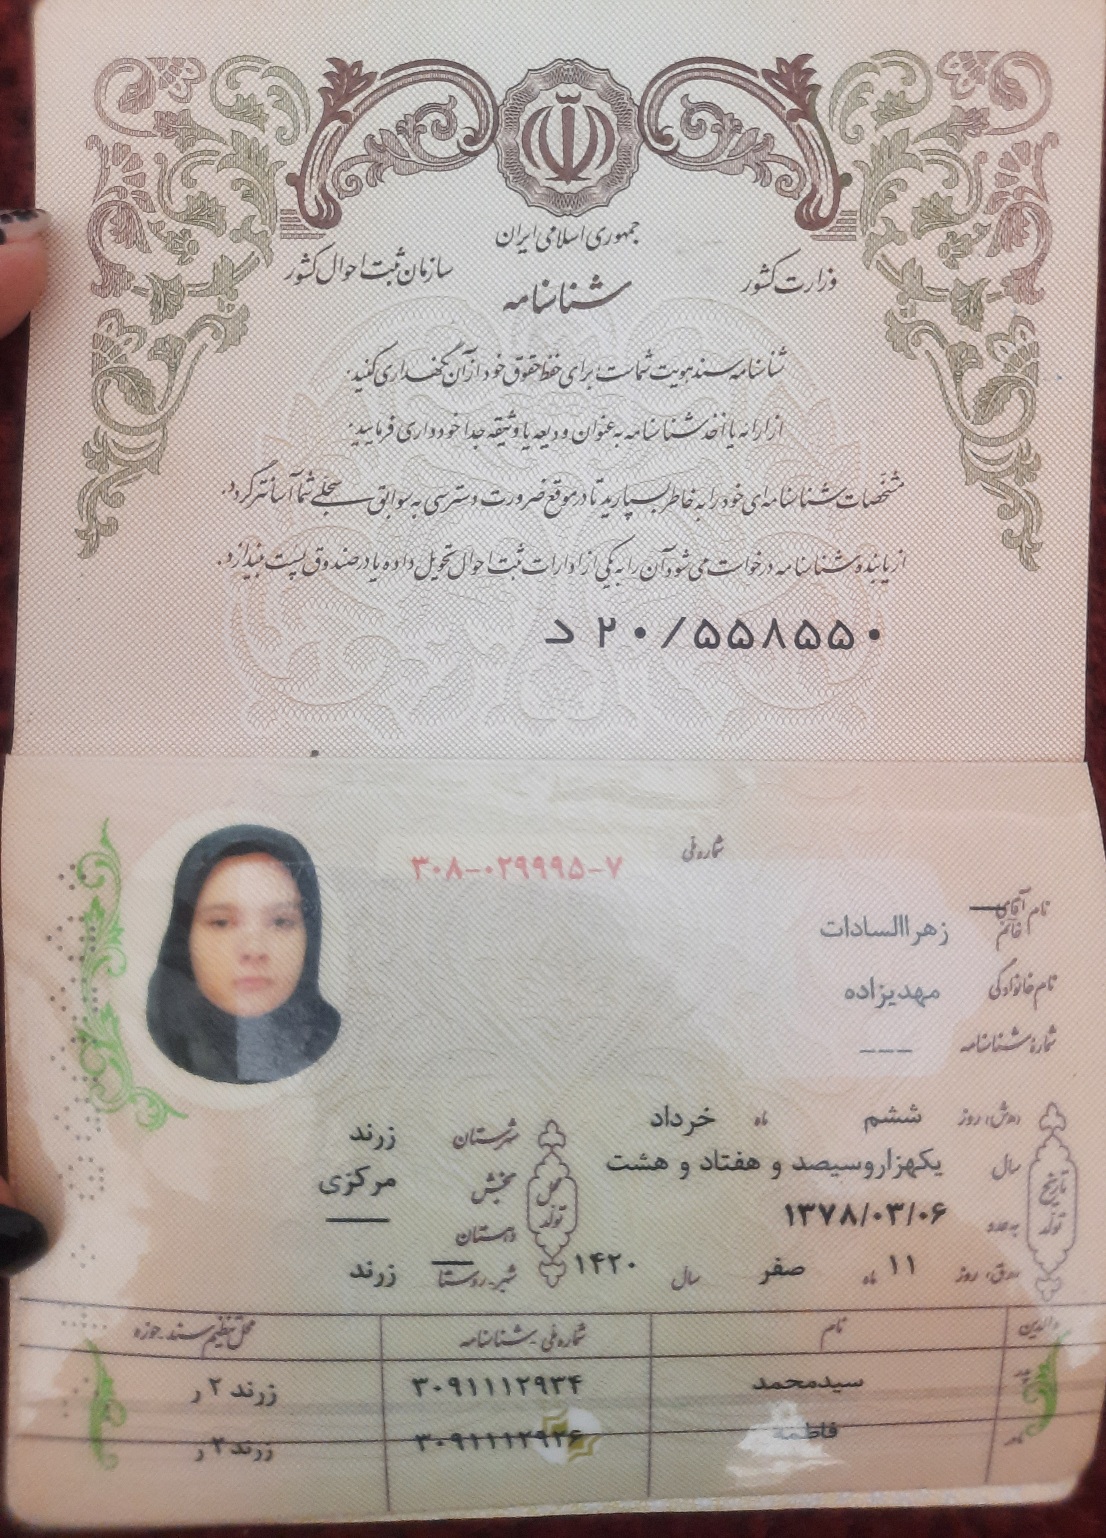 جمهوری اسلامی ایران
وزارت کشور
سازمان ثبت احوال کشور
شناسنامه
شناسنامه سند هویت شماست؛ برای حفظ حقوق خود از آن نگهداری کنید.
از ارائه یا اخذ شناسنامه به عنوان ودیعه یا وثیقه جداً خودداری فرمایید.
مشخصات شناسنامه‌ای خود را به خاطر بسپارید تا در موقع ضرورت دسترسی به سوابق سجلی شما آسانتر گردد.
از یابنده شناسنامه درخواست می‌شود آن را به یکی از ادارات ثبت احوال تحویل داده یا در صندوق پست بیندازد.
د ۲۰/۵۵۸۵۵۰
شماره ملی ۳۰۸-۰۲۹۹۹۵-۷
نام آقای خانم زهراالسادات
نام خانوادگی مهدیزاده
شمارهٔ شناسنامه ---
تاریخ تولد
(ه‍.ش) روز ششم ماه خرداد
سال یکهزاروسیصد و هفتاد و هشت
به عدد ۱۳۷۸/۰۳/۰۶
(ه‍.ق) روز ۱۱ ماه صفر سال ۱۴۲۰
محل تولد
شهرستان زرند
بخش مرکزی
دهستان
شهر-روستا زرند
والدین نام شماره ملی-شناسنامه محل تنظیم سند-حوزه
پدر سیدمحمد ۳۰۹۱۱۱۲۹۳۴ زرند ۲ ر
مادر فاطمه زرند ۲ ر